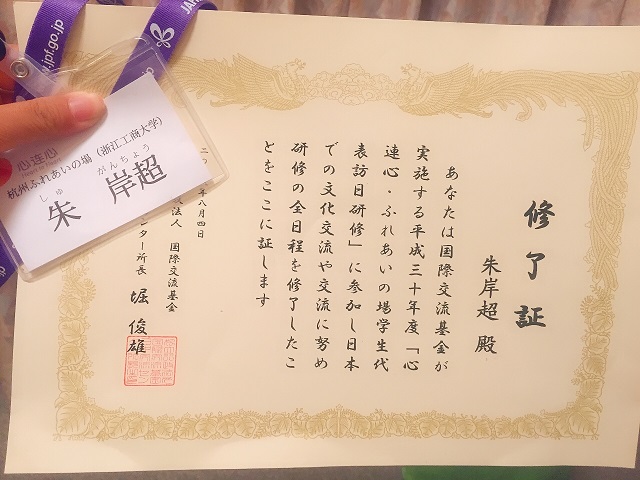 修了証
朱岸超 殿
あなたは国際交流基金が
実施する平成三十年度「心
連心・ふれあいの場学生代
表訪日研修」に参加し日本
での文化交流や交流に努め
研修の全日程を修了したこ
とをここに証します
年八月四日
法人 国際交流基金
ンター所長 堀 俊雄
.jpf.go.jp
心连心
杭州ふれあいの場（浙江工商大学）
しゅ がんちょう
朱 岸超